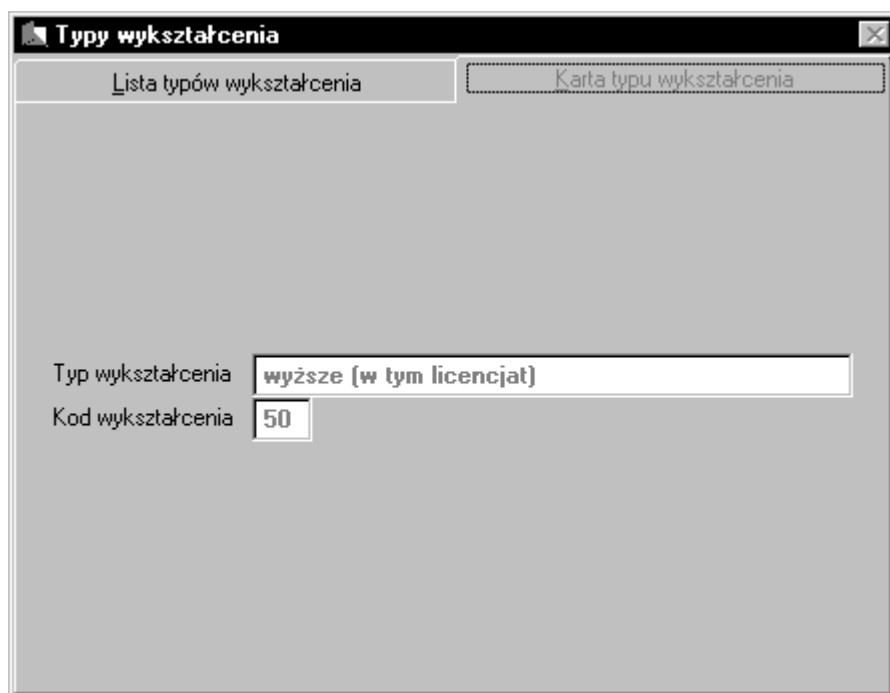 Typy wykształcenia
Lista typów wykształcenia Karta typu wykształcenia
Typ wykształcenia wyższe (w tym licencjat)
Kod wykształcenia 50